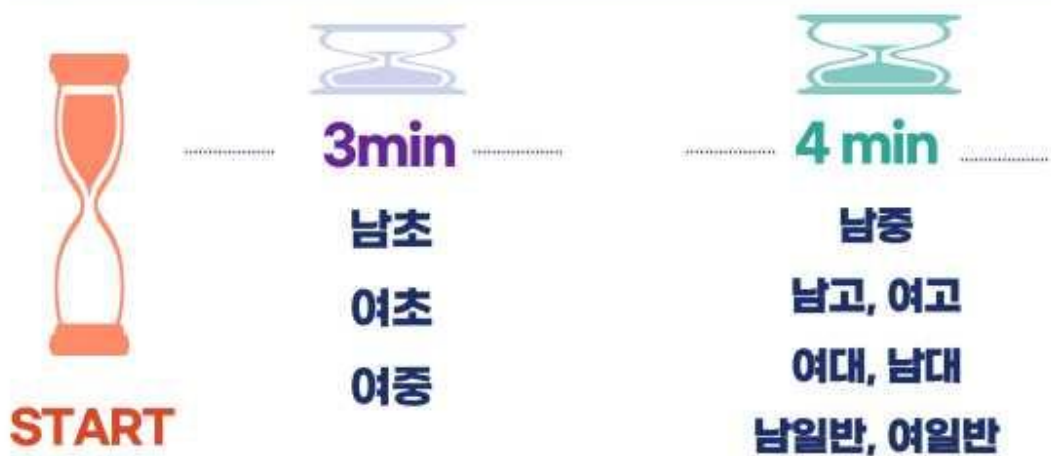 START
3min
남초
여초
여중
4 min
남중
남고, 여고
여대, 남대
남일반, 여일반